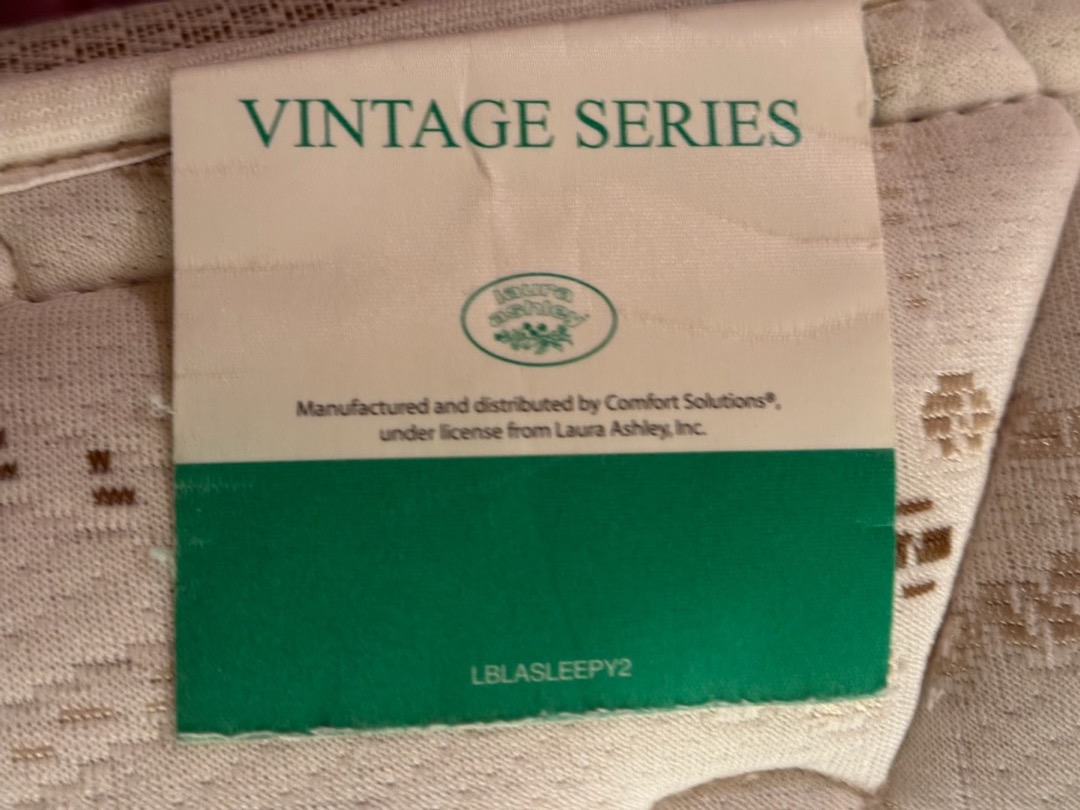 VINTAGE SERIES
laura
ashley
Manufactured and distributed by Comfort Solutions®,
under license from Laura Ashley, Inc.
LBLASLEEPY2